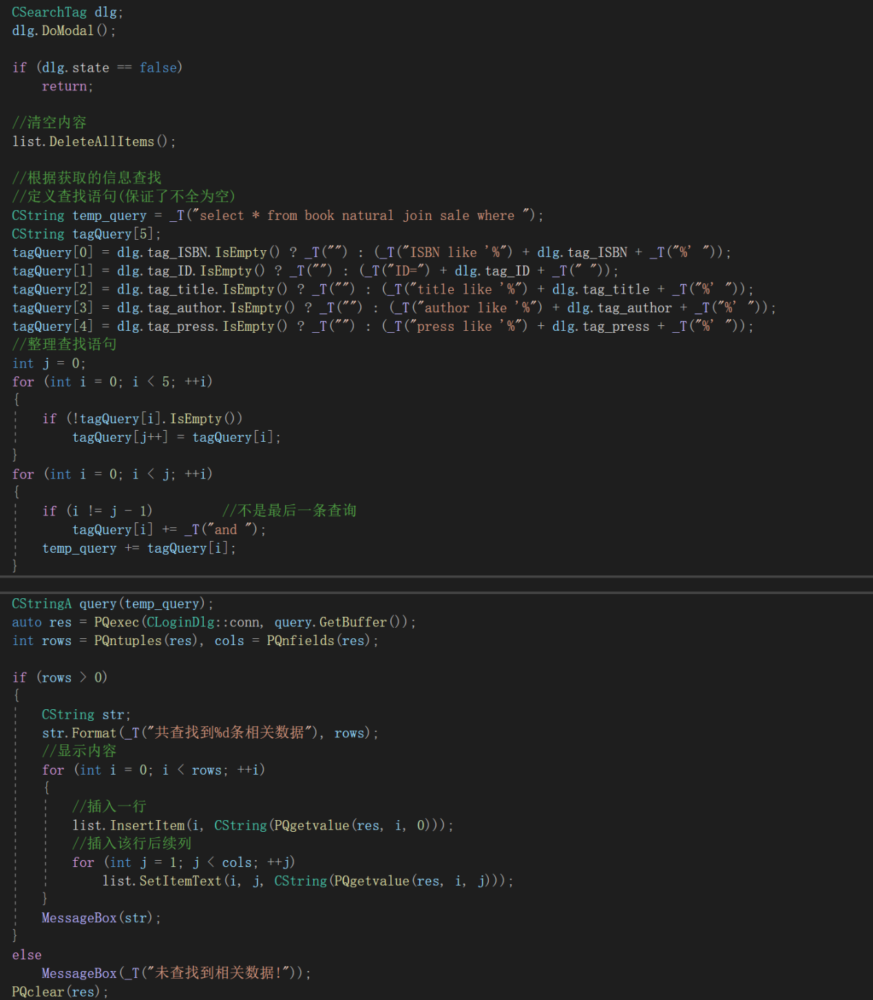 CSearchTag dlg;
dlg.DoModal();
if (dlg.state == false)
return;
//清空内容
list.DeleteAllItems();
//根据获取的信息查找
//定义查找语句(保证了不全为空)
CString temp_query = _T("select * from book natural join sale where ");
CString tagQuery[5];
tagQuery[0] = dlg.tag_ISBN.IsEmpty() ? _T("") : (_T("ISBN like '%") + dlg.tag_ISBN + _T("%' "));
tagQuery[1] = dlg.tag_ID.IsEmpty() ? _T("") : (_T("ID=") + dlg.tag_ID + _T(" "));
tagQuery[2] = dlg.tag_title.IsEmpty() ? _T("") : (_T("title like '%") + dlg.tag_title + _T("%' "));
tagQuery[3] = dlg.tag_author.IsEmpty() ? _T("") : (_T("author like '%") + dlg.tag_author + _T("%' "));
tagQuery[4] = dlg.tag_press.IsEmpty() ? _T("") : (_T("press like '%") + dlg.tag_press + _T("%' "));
//整理查找语句
int j = 0;
for (int i = 0; i < 5; ++i)
{
if (!tagQuery[i].IsEmpty())
tagQuery[j++] = tagQuery[i];
}
for (int i = 0; i < j; ++i)
{
if (i != j - 1) //不是最后一条查询
tagQuery[i] += _T("and ");
temp_query += tagQuery[i];
}
CStringA query(temp_query);
auto res = PQexec(CLoginDlg::conn, query.GetBuffer());
int rows = PQntuples(res), cols = PQnfields(res);
if (rows > 0)
{
CString str;
str.Format(_T("共查找到%d条相关数据"), rows);
//显示内容
for (int i = 0; i < rows; ++i)
{
//插入一行
list.InsertItem(i, CString(PQgetvalue(res, i, 0)));
//插入该行后续列
for (int j = 1; j < cols; ++j)
list.SetItemText(i, j, CString(PQgetvalue(res, i, j)));
}
MessageBox(str);
}
else
MessageBox(_T("未查找到相关数据!"));
PQclear(res);